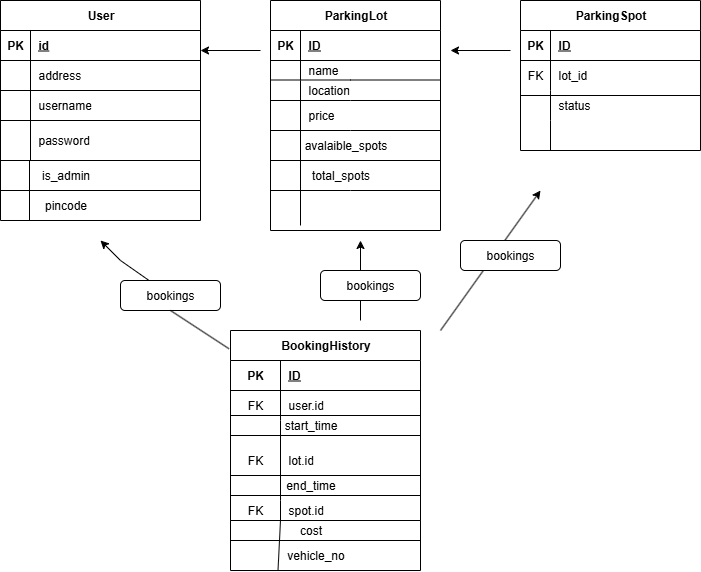 User
PK id
address
username
password
is_admin
pincode
ParkingLot
PK ID
name
location
price
avalaible_spots
total_spots
ParkingSpot
PK ID
FK lot_id
status
bookings
bookings
bookings
BookingHistory
PK ID
FK user.id
start_time
FK lot.id
end_time
FK spot.id
cost
vehicle_no